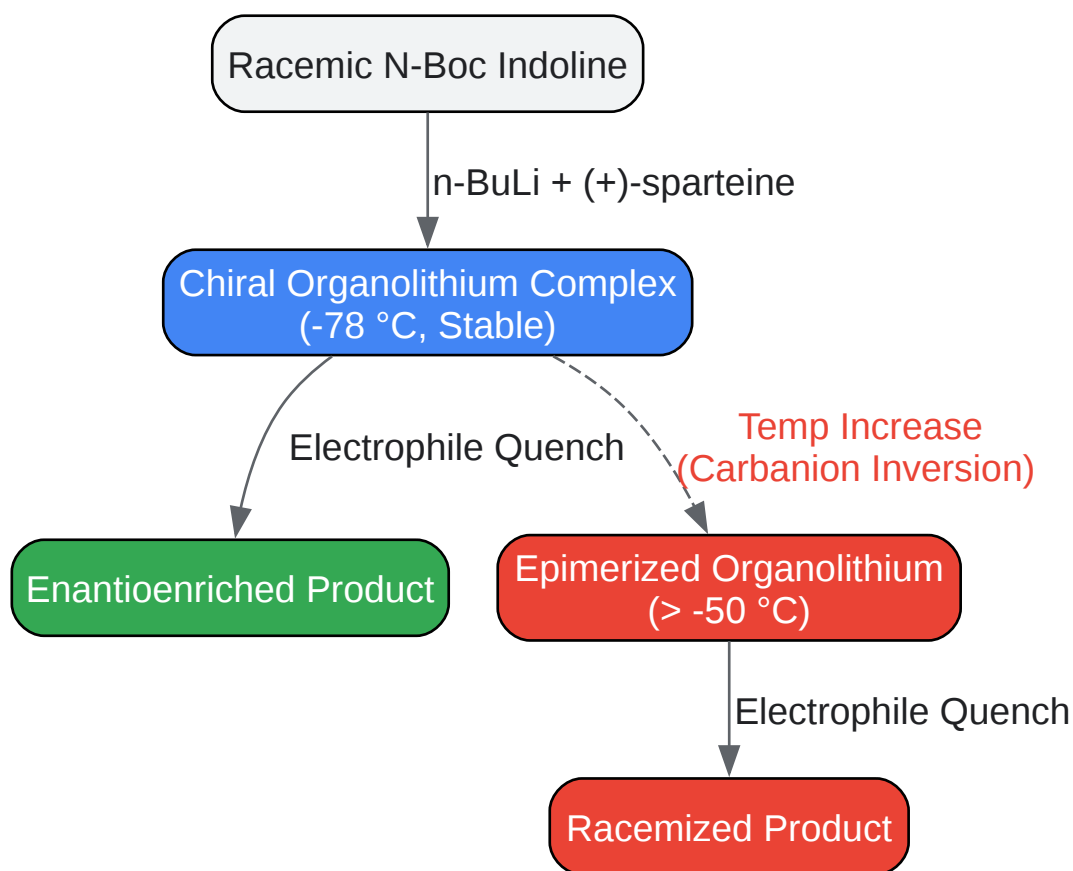 Racemic N-Boc Indoline
n-BuLi + (+)-sparteine
Chiral Organolithium Complex
(-78 °C, Stable)
Electrophile Quench
Temp Increase
(Carbanion Inversion)
Enantioenriched Product
Epimerized Organolithium
(> -50 °C)
Electrophile Quench
Racemized Product